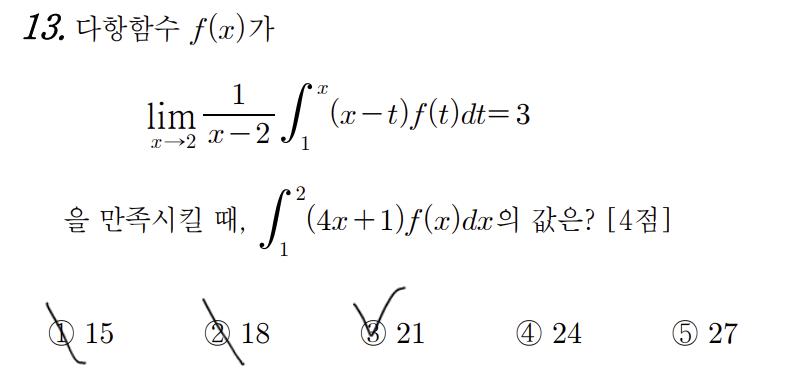 13. 다항함수 f(x)가
lim_{x→2} \frac{1}{x-2} ∫_1^x (x-t)f(t)dt=3
을 만족시킬 때, ∫_1^2 (4x+1)f(x)dx의 값은? [4점]
① 15 ② 18 ③ 21 ④ 24 ⑤ 27